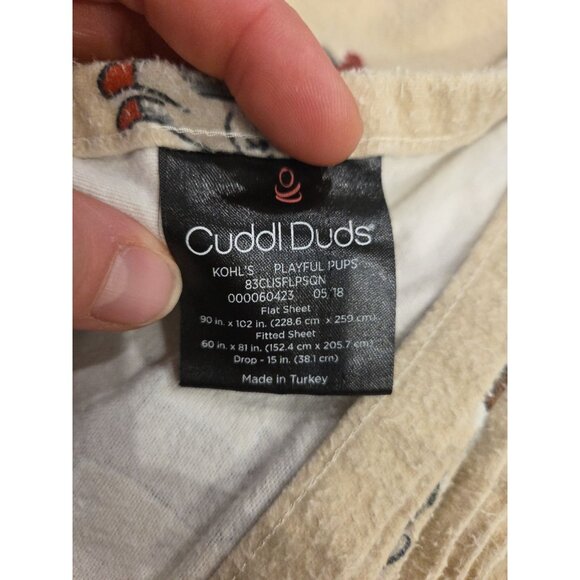 Cuddl Duds®
KOHL'S PLAYFUL PUPS
83CLISFLPSQN
000060423 05 18
Flat Sheet
90 in. x 102 in. (228.6 cm x 259 cm)
Fitted Sheet
60 in. x 81 in. (152.4 cm x 205.7 cm)
Drop - 15 in. (38.1 cm)
Made in Turkey